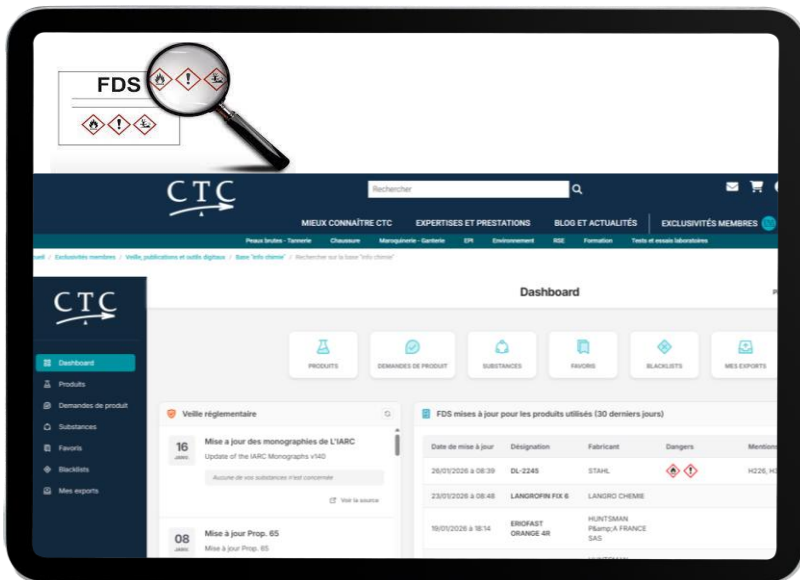 FDS
CTC
Rechercher
MIEUX CONNAÎTRE CTC EXPERTISES ET PRESTATIONS BLOG ET ACTUALITÉS EXCLUSIVITÉS MEMBRES
Peaux brutes - Tannerie Chaussure Maroquinerie - Ganterie EPI Environnement RSE Formation Tests et essais laboratoires
/ Exclusivités membres / Veille, publications et outils digitaux / Base "info chimie" / Rechercher sur la base "info chimie"
CTC
Dashboard
Dashboard
Produits
Demandes de produit
Substances
Favoris
Blacklists
Mes exports
PRODUITS DEMANDES DE PRODUIT SUBSTANCES FAVORIS BLACKLISTS MES EXPORTS
Veille réglementaire
16 JANV.
Mise a jour des monographies de L'IARC
Update of the IARC Monographs v140
Aucune de vos substances n'est concernée
Voir la source
08 JANV.
Mise à jour Prop. 65
Mise à jour Prop. 65
FDS mises à jour pour les produits utilisés (30 derniers jours)
Date de mise à jour Désignation Fabricant Dangers Mentions
26/01/2026 à 08:39 DL-2245 STAHL H226,
23/01/2026 à 08:48 LANGROFIN FIX 6 LANGRO CHEMIE
19/01/2026 à 18:14 ERIOFAST ORANGE 4R HUNTSMAN P&amp;A FRANCE SAS